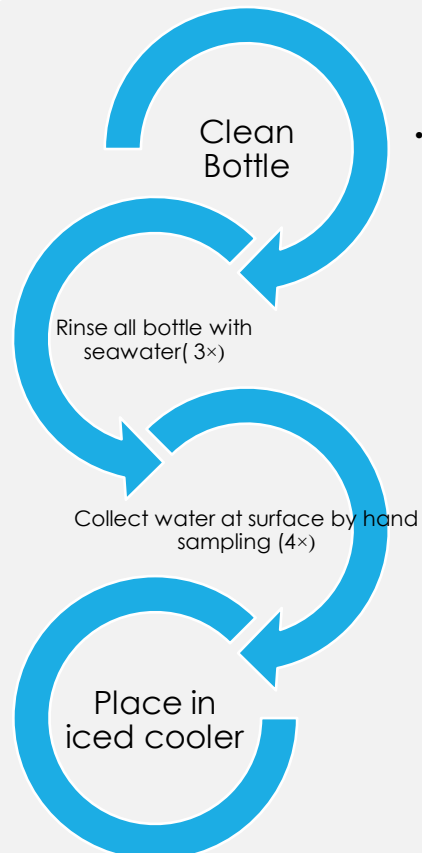 Clean
Bottle
•
Rinse all bottle with
seawater( 3×)
Collect water at surface by hand
sampling (4×)
Place in
iced cooler